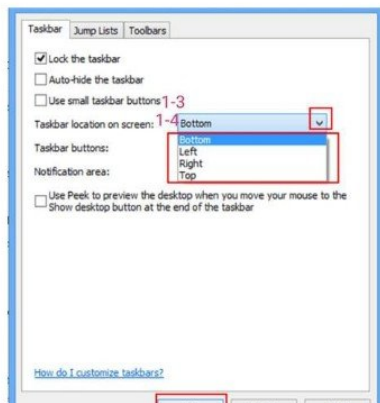 Taskbar Jump Lists Toolbars
Lock the taskbar
Auto-hide the taskbar
Use small taskbar buttons 1-3
Taskbar location on screen: 1-4 Bottom
Bottom
Taskbar buttons: Left
Right
Notification area: Top
Use Peek to preview the desktop when you move your mouse to the
Show desktop button at the end of the taskbar
How do I customize taskbars?